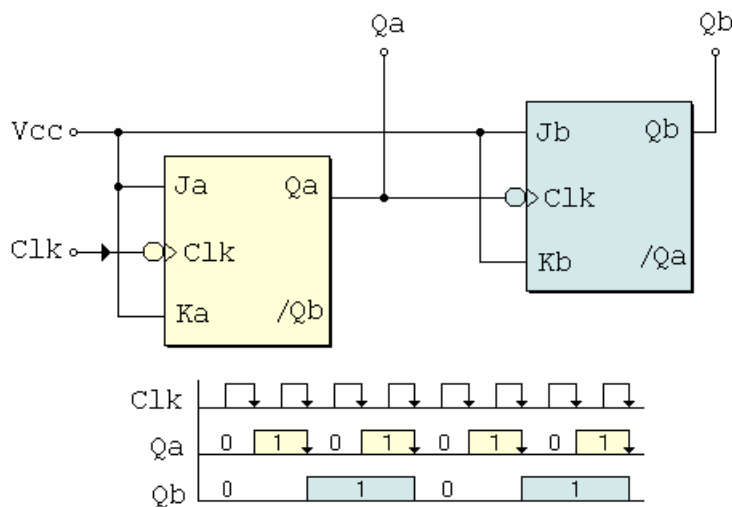 Qa
Qb
Vcc
Jb
Qb
Ja
Qa
Clk
Clk
Clk
Kb
/Qa
Ka
/Qb
Clk
Qa
0 1 0 1 0 1 0 1
Qb
0 1 0 1